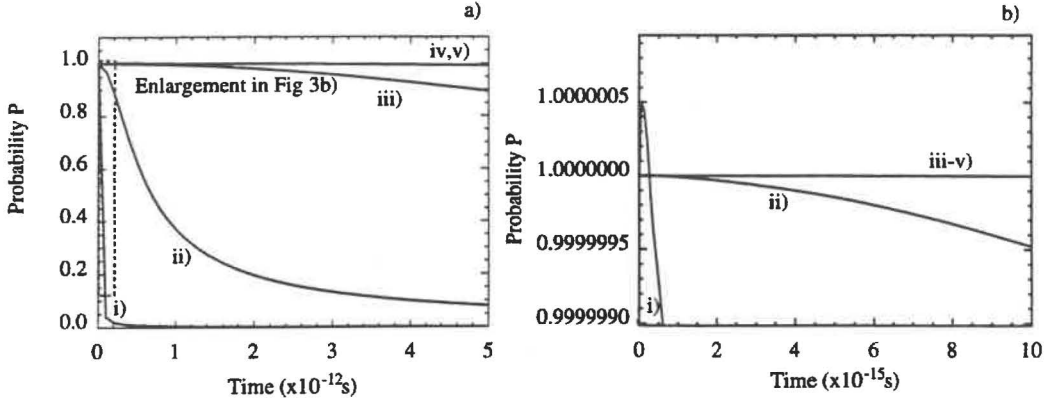 a)
Probability P
1.0
0.8
0.6
0.4
0.2
0.0
iv,v)
Enlargement in Fig 3b)
iii)
ii)
i)
0 1 2 3 4 5
Time (x10⁻¹²s)
b)
Probability P
1.0000005
1.0000000
0.9999995
0.9999990
iii-v)
ii)
i)
0 2 4 6 8 10
Time (x10⁻¹⁵s)